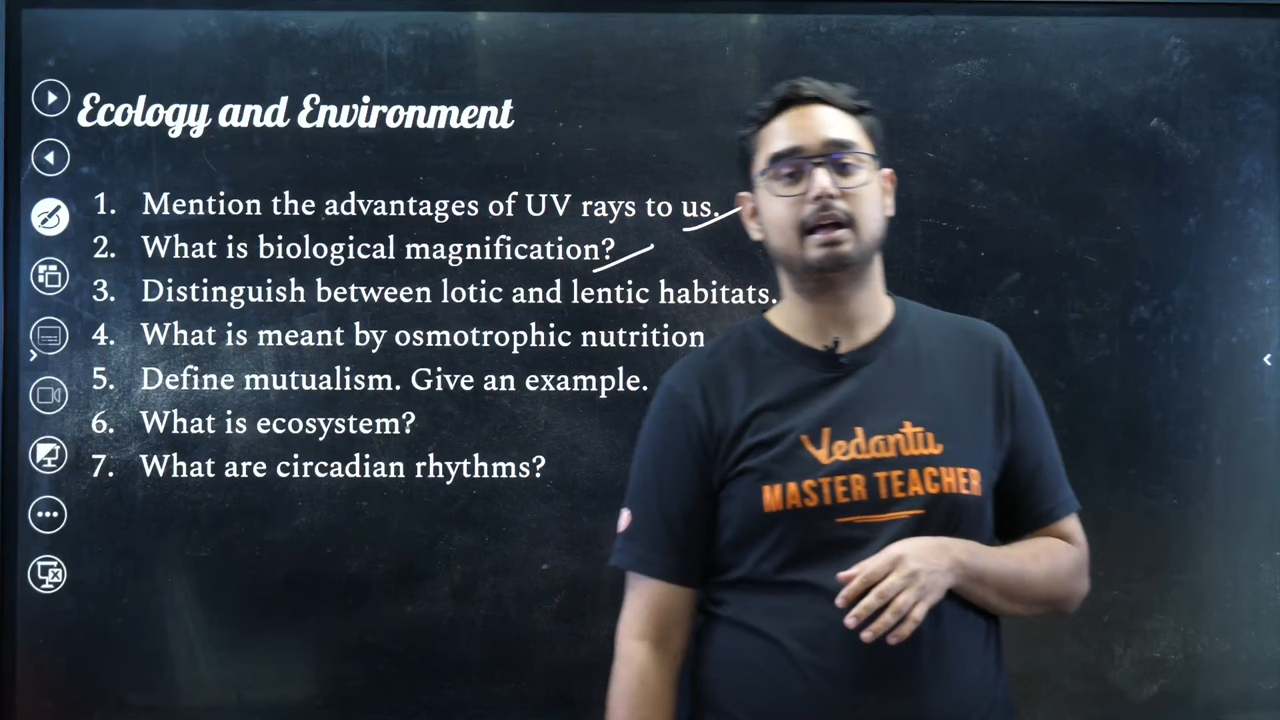 Ecology and Environment
1. Mention the advantages of UV rays to us.
2. What is biological magnification?
3. Distinguish between lotic and lentic habitats.
4. What is meant by osmotrophic nutrition
5. Define mutualism. Give an example.
6. What is ecosystem?
7. What are circadian rhythms?
Vedantu
MASTER TEACHER